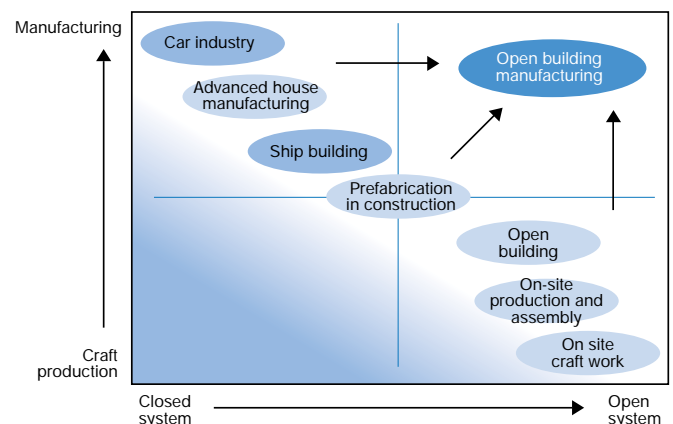 Manufacturing
Car industry
Open building
manufacturing
Advanced house
manufacturing
Ship building
Prefabrication
in construction
Open
building
On-site
production and
assembly
On site
craft work
Craft
production
Closed
system
Open
system